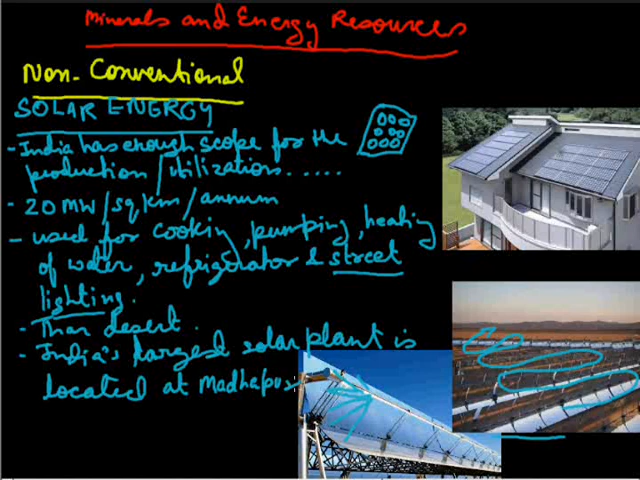 Minerals and Energy Resources
Non-Conventional
SOLAR ENERGY
- India has enough scope for the
production/utilizations.....
- 20 MW/sq.km/annum
- used for cooking, pumping, heating
of water, refrigirator & street
lighting.
- Thar desert.
- India's largest solar plant is
located at Madhapur